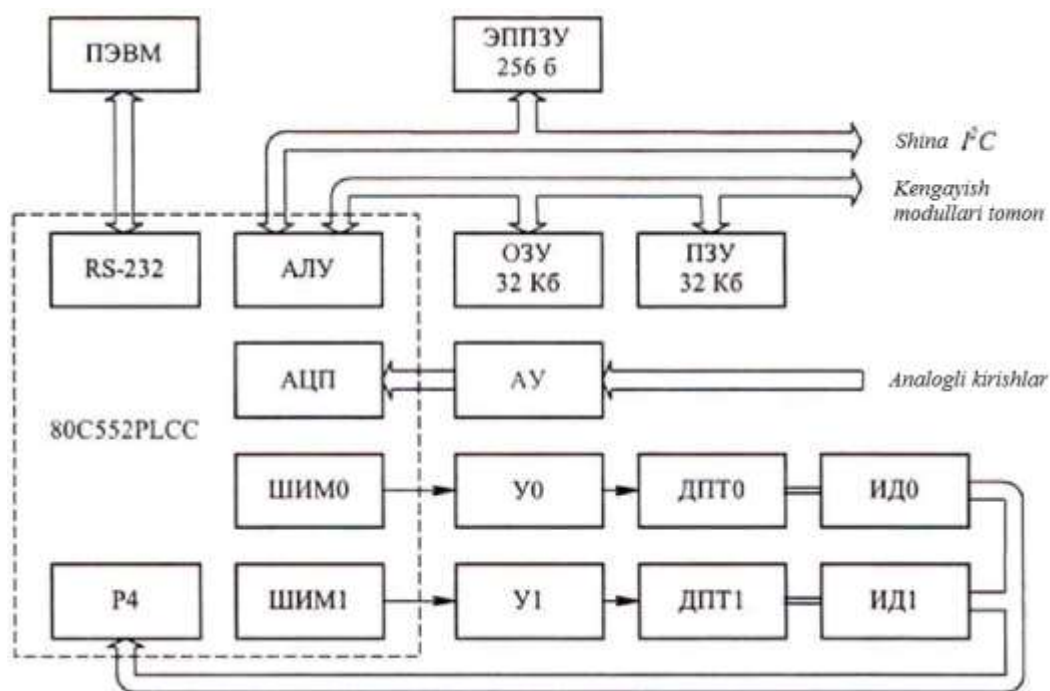 ПЭВМ
ЭППЗУ
256 б
Shina I²C
Kengayish
modullari tomon
RS-232
АЛУ
ОЗУ
32 Кб
ПЗУ
32 Кб
АЦП
АУ
Analogli kirishlar
80C552PLCC
ШИМ0
У0
ДПТ0
ИД0
P4
ШИМ1
У1
ДПТ1
ИД1